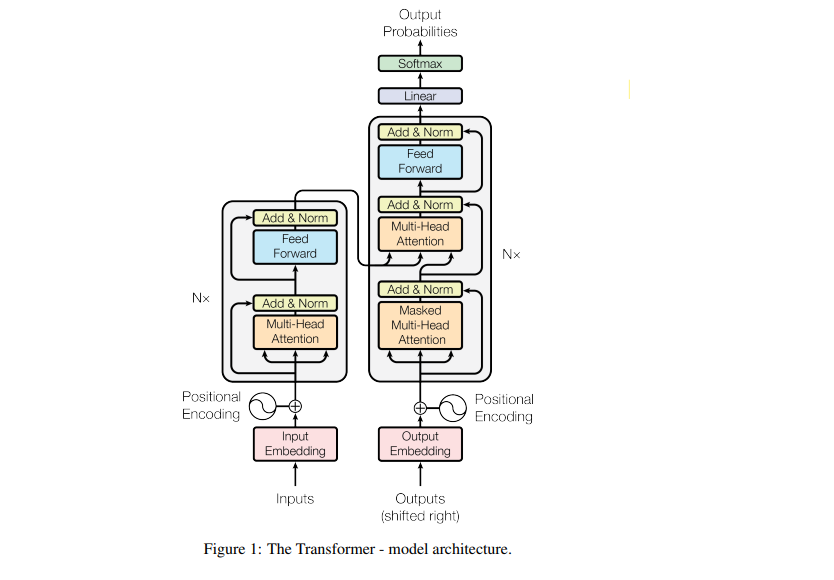 Output
Probabilities
Softmax
Linear
Add & Norm
Feed
Forward
Add & Norm
Multi-Head
Attention
Add & Norm
Masked
Multi-Head
Attention
Nx
Add & Norm
Feed
Forward
Add & Norm
Multi-Head
Attention
Nx
Positional
Encoding
Positional
Encoding
Input
Embedding
Output
Embedding
Inputs
Outputs
(shifted right)
Figure 1: The Transformer - model architecture.